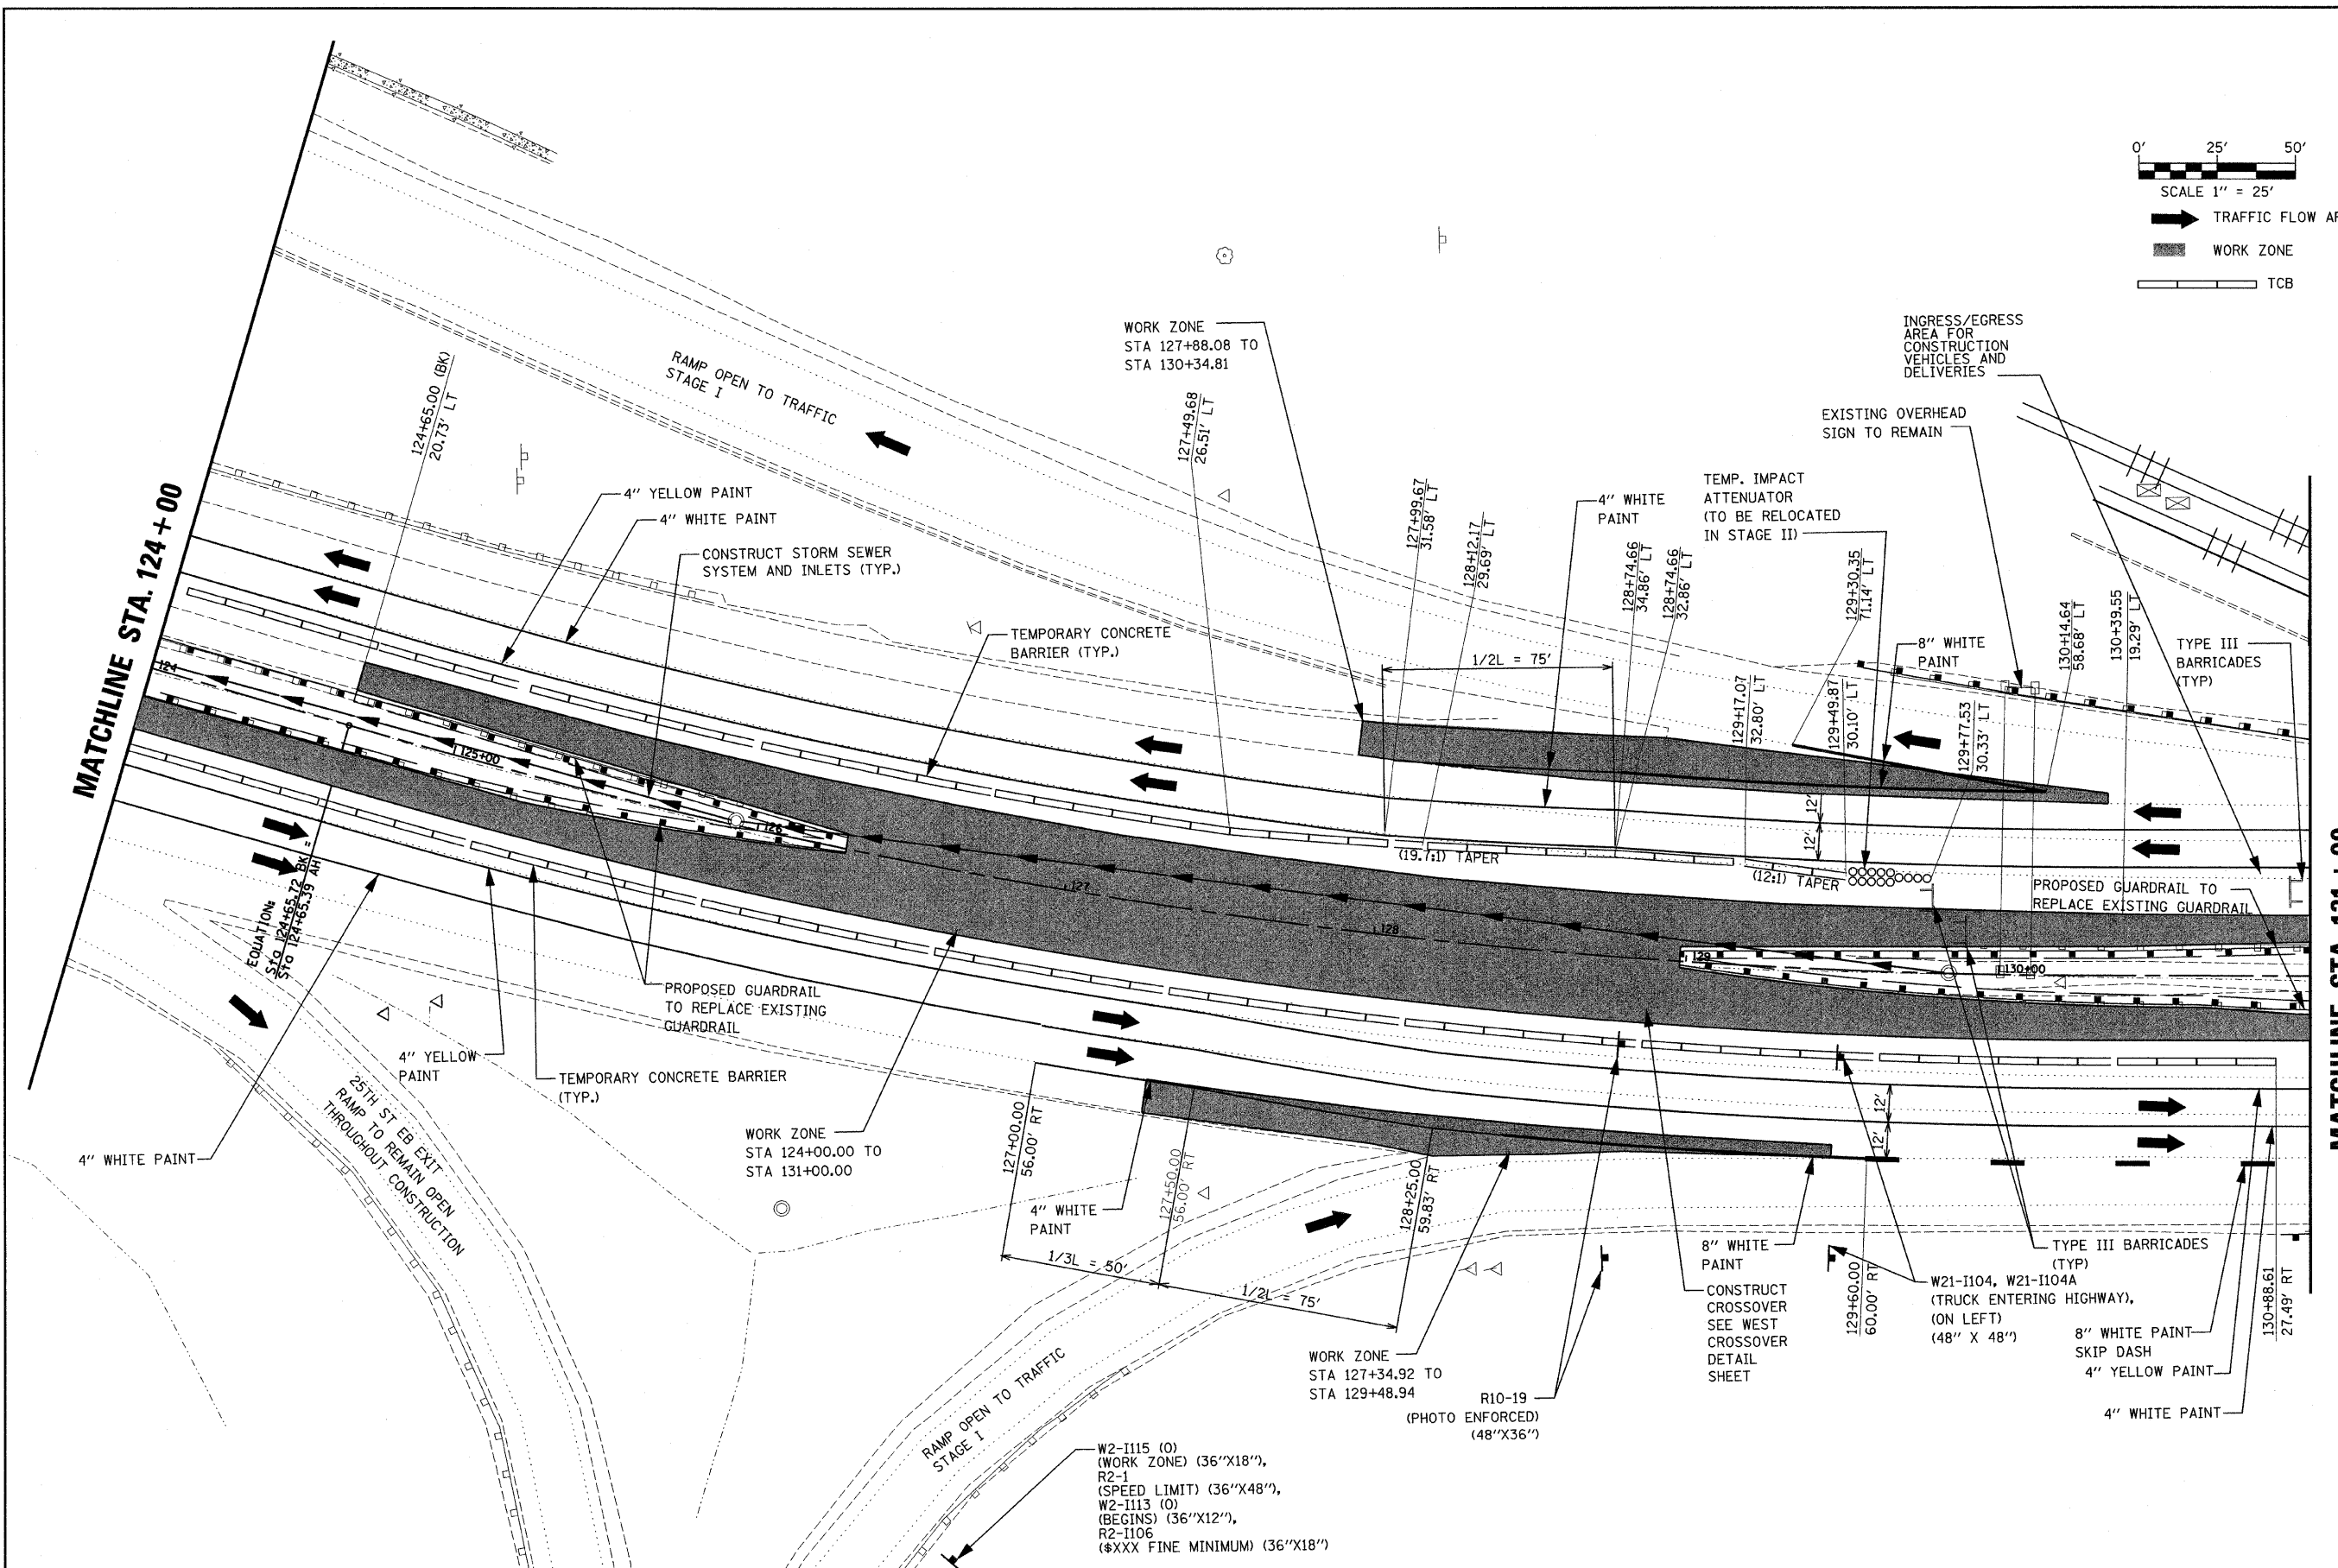 0' 25' 50'
SCALE 1" = 25'
TRAFFIC FLOW
WORK ZONE
TCB
MATCHLINE STA. 124+00
RAMP OPEN TO TRAFFIC
STAGE I
124+65.00 (BK)
20.73' LT
4" YELLOW PAINT
4" WHITE PAINT
CONSTRUCT STORM SEWER
SYSTEM AND INLETS (TYP.)
TEMPORARY CONCRETE
BARRIER (TYP.)
WORK ZONE
STA 127+88.08 TO
STA 130+34.81
127+49.68
26.51' LT
127+99.67
31.58' LT
128+12.17
29.69' LT
1/2L = 75'
4" WHITE
PAINT
128+74.66
34.86' LT
128+74.66
32.86' LT
TEMP. IMPACT
ATTENUATOR
(TO BE RELOCATED
IN STAGE II)
EXISTING OVERHEAD
SIGN TO REMAIN
INGRESS/EGRESS
AREA FOR
CONSTRUCTION
VEHICLES AND
DELIVERIES
129+30.35
71.14' LT
129+17.07
32.80' LT
129+49.87
30.10' LT
8" WHITE
PAINT
129+77.53
30.33' LT
130+14.64
58.68' LT
130+39.55
19.29' LT
TYPE III
BARRICADES
(TYP)
12'
12'
(19.7:1) TAPER
(12:1) TAPER
PROPOSED GUARDRAIL TO
REPLACE EXISTING GUARDRAIL
124
125+00
126
127
128
129
130+00
EQUATION:
Sta 124+65.72 BK =
Sta 124+65.39 AH
PROPOSED GUARDRAIL
TO REPLACE EXISTING
GUARDRAIL
4" YELLOW
PAINT
TEMPORARY CONCRETE BARRIER
(TYP.)
25TH ST EB EXIT
RAMP TO REMAIN OPEN
THROUGHOUT CONSTRUCTION
4" WHITE PAINT
WORK ZONE
STA 124+00.00 TO
STA 131+00.00
127+00.00
56.00' RT
4" WHITE
PAINT
127+50.00
56.00' RT
1/3L = 50'
1/2L = 75'
128+25.00
59.83' RT
WORK ZONE
STA 127+34.92 TO
STA 129+48.94
R10-19
(PHOTO ENFORCED)
(48"X36")
8" WHITE
PAINT
CONSTRUCT
CROSSOVER
SEE WEST
CROSSOVER
DETAIL
SHEET
12'
12'
129+60.00
60.00' RT
TYPE III BARRICADES
(TYP)
W21-I104, W21-I104A
(TRUCK ENTERING HIGHWAY),
(ON LEFT)
(48" X 48")
8" WHITE PAINT
SKIP DASH
4" YELLOW PAINT
4" WHITE PAINT
130+88.61
27.49' RT
RAMP OPEN TO TRAFFIC
STAGE I
W2-I115 (O)
(WORK ZONE) (36"X18"),
R2-1
(SPEED LIMIT) (36"X48"),
W2-I113 (O)
(BEGINS) (36"X12"),
R2-I106
($XXX FINE MINIMUM) (36"X18")